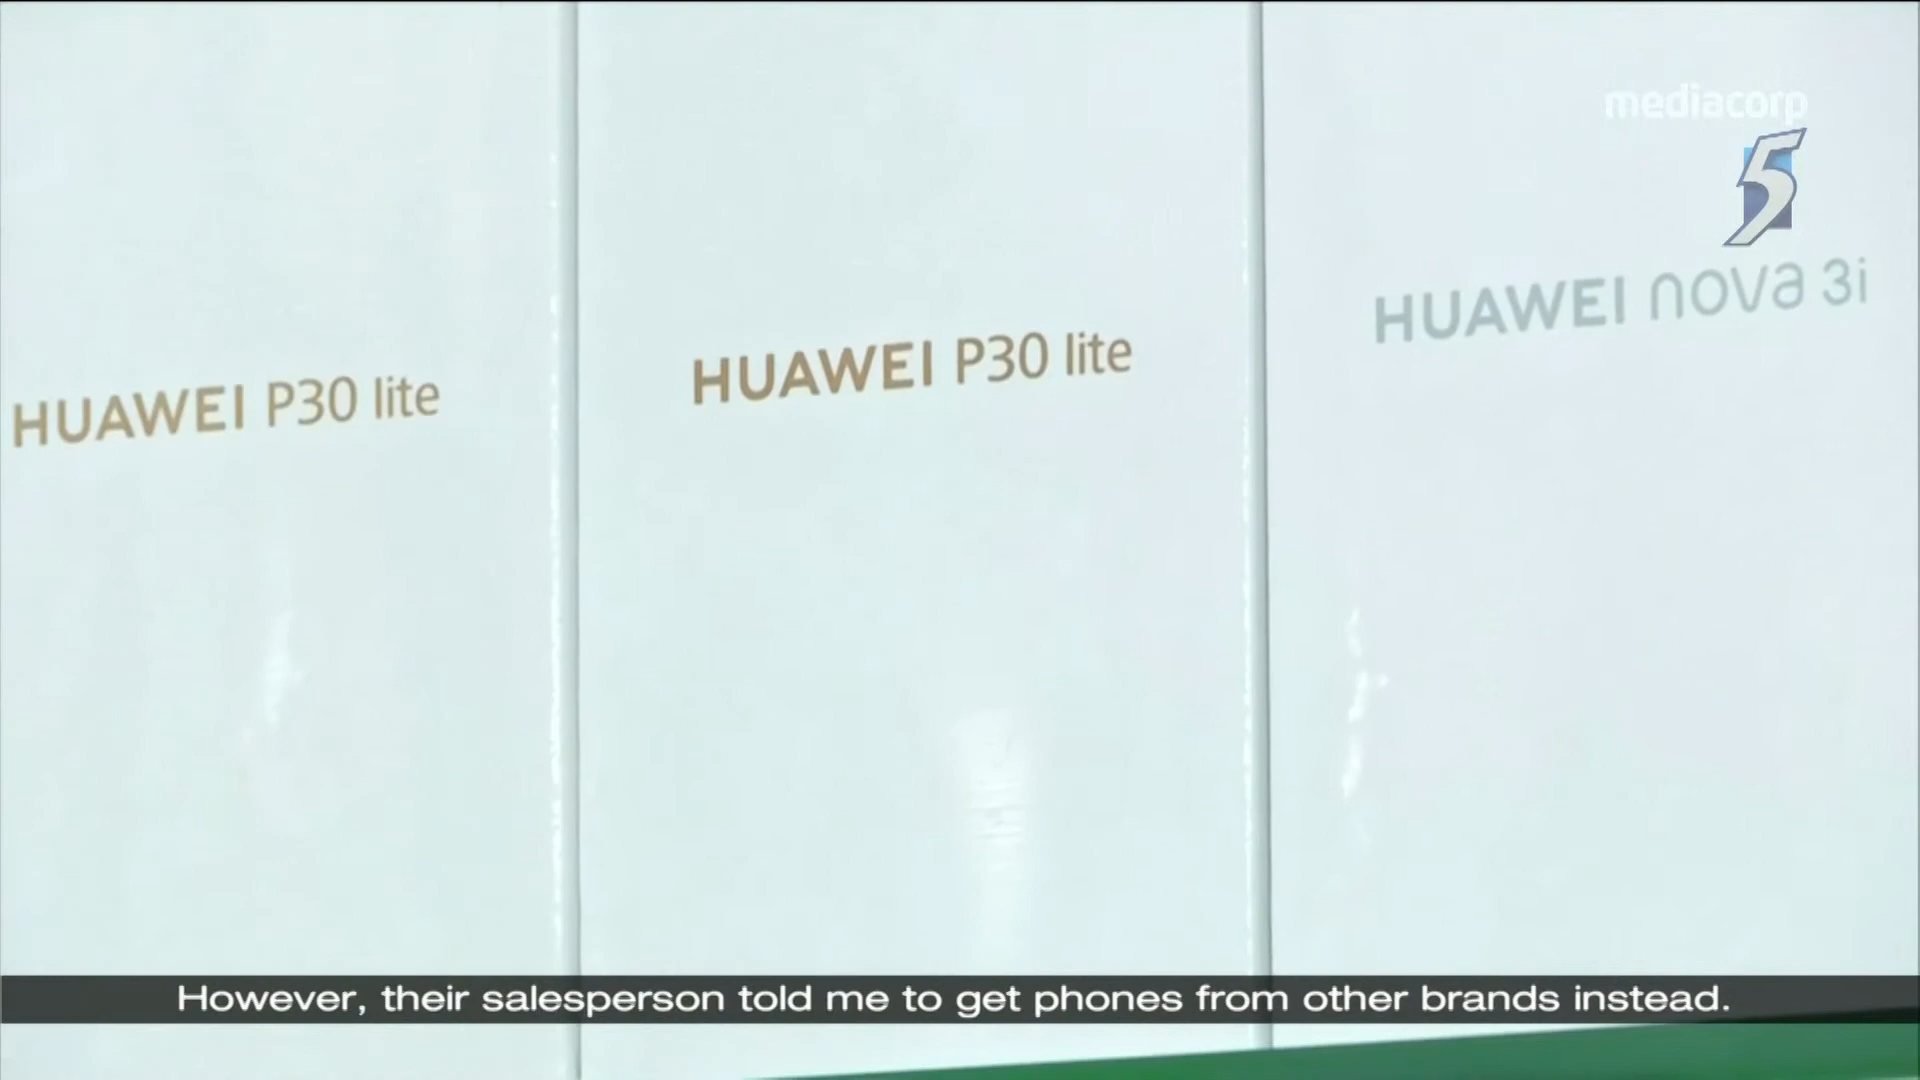 mediacorp
5
HUAWEI P30 lite
HUAWEI P30 lite
HUAWEI nova 3i
However, their salesperson told me to get phones from other brands instead.